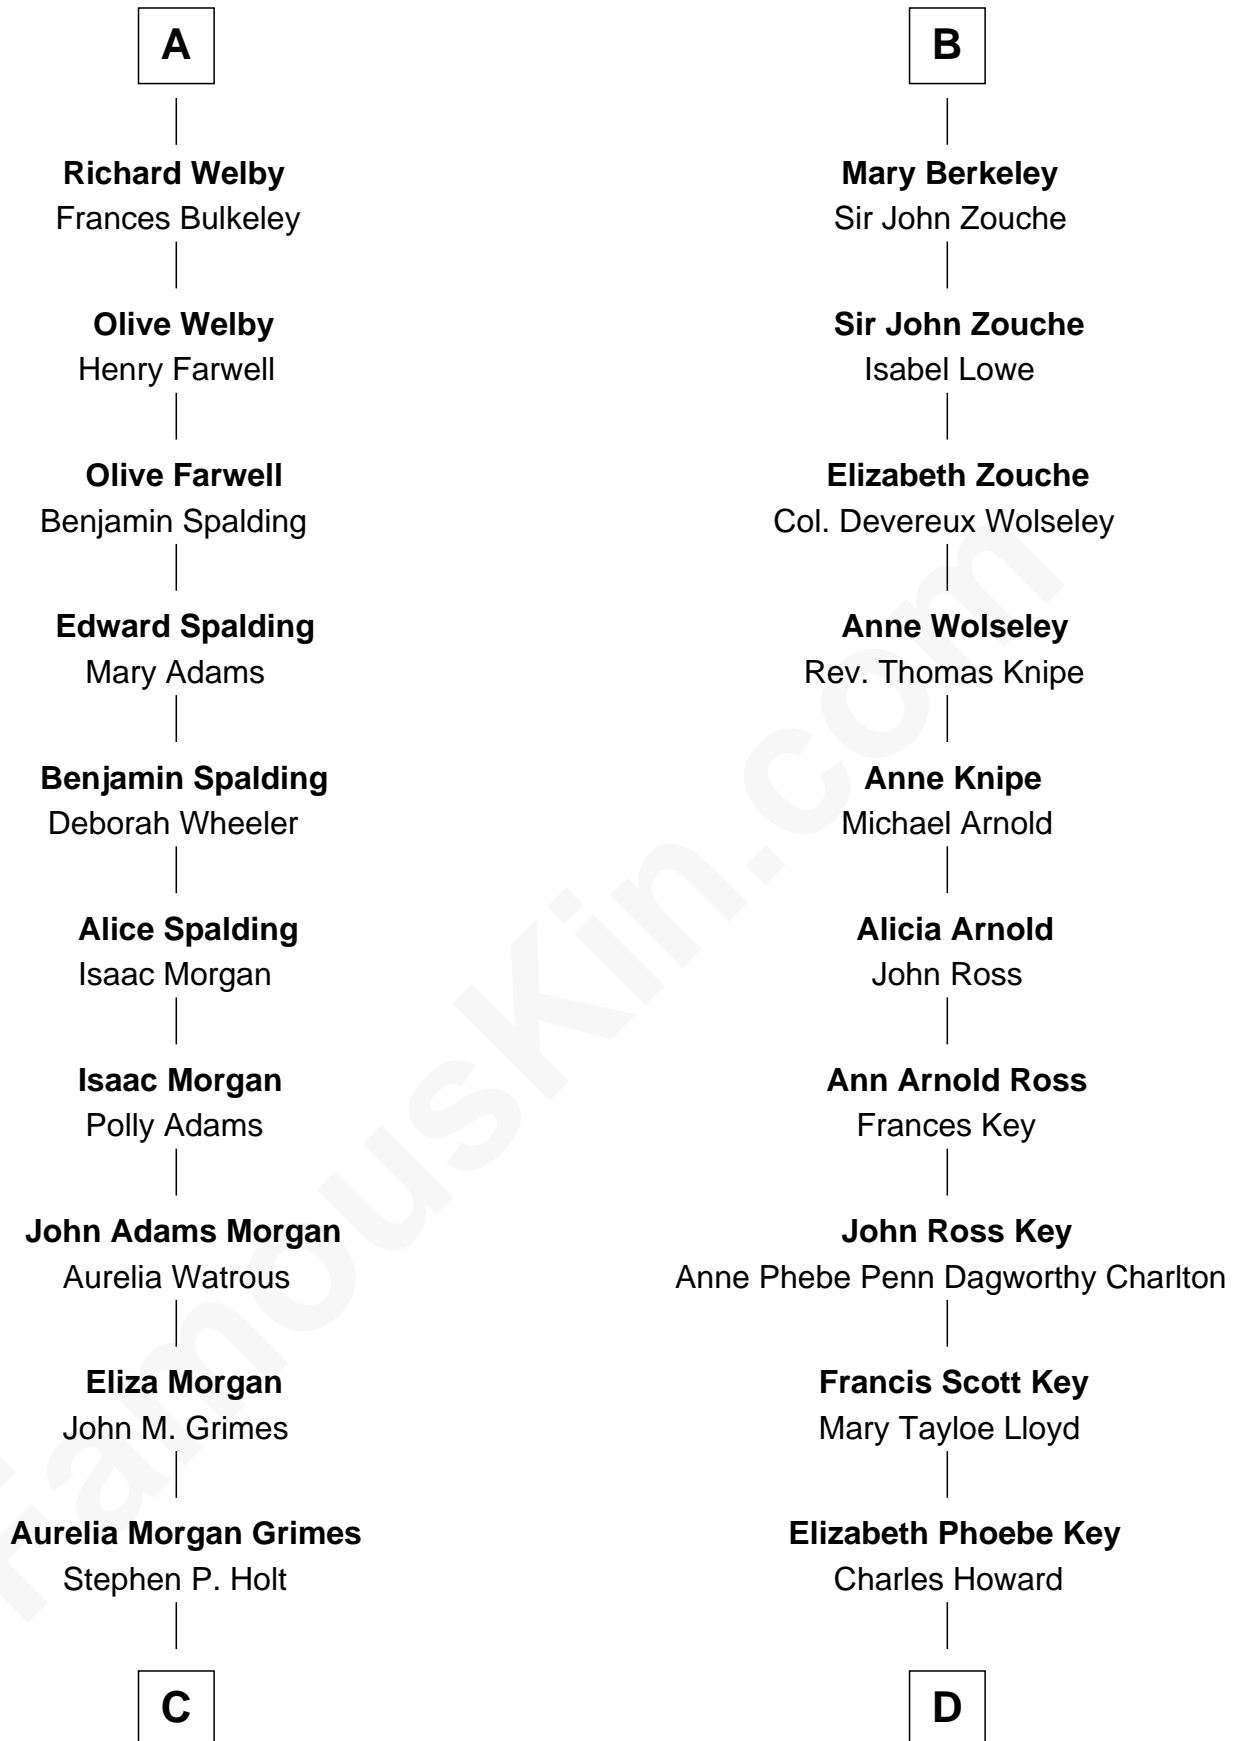 A
Richard Welby
Frances Bulkeley
Olive Welby
Henry Farwell
Olive Farwell
Benjamin Spalding
Edward Spalding
Mary Adams
Benjamin Spalding
Deborah Wheeler
Alice Spalding
Isaac Morgan
Isaac Morgan
Polly Adams
John Adams Morgan
Aurelia Watrous
Eliza Morgan
John M. Grimes
Aurelia Morgan Grimes
Stephen P. Holt
C
B
Mary Berkeley
Sir John Zouche
Sir John Zouche
Isabel Lowe
Elizabeth Zouche
Col. Devereux Wolseley
Anne Wolseley
Rev. Thomas Knipe
Anne Knipe
Michael Arnold
Alicia Arnold
John Ross
Ann Arnold Ross
Frances Key
John Ross Key
Anne Phebe Penn Dagworthy Charlton
Francis Scott Key
Mary Tayloe Lloyd
Elizabeth Phoebe Key
Charles Howard
D
FamousKin.com